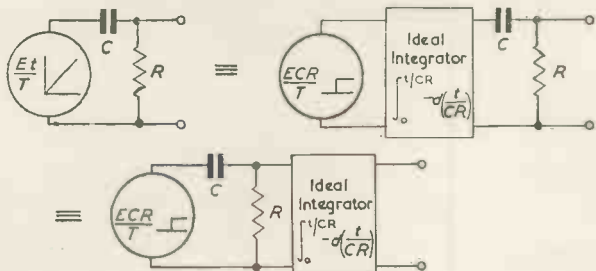 Et
T
C
R
≡
ECR
T
Ideal
Integrator
∫₀^t/CR -d(t/CR)
C
R
≡
ECR
T
C
R
Ideal
Integrator
∫₀^t/CR -d(t/CR)